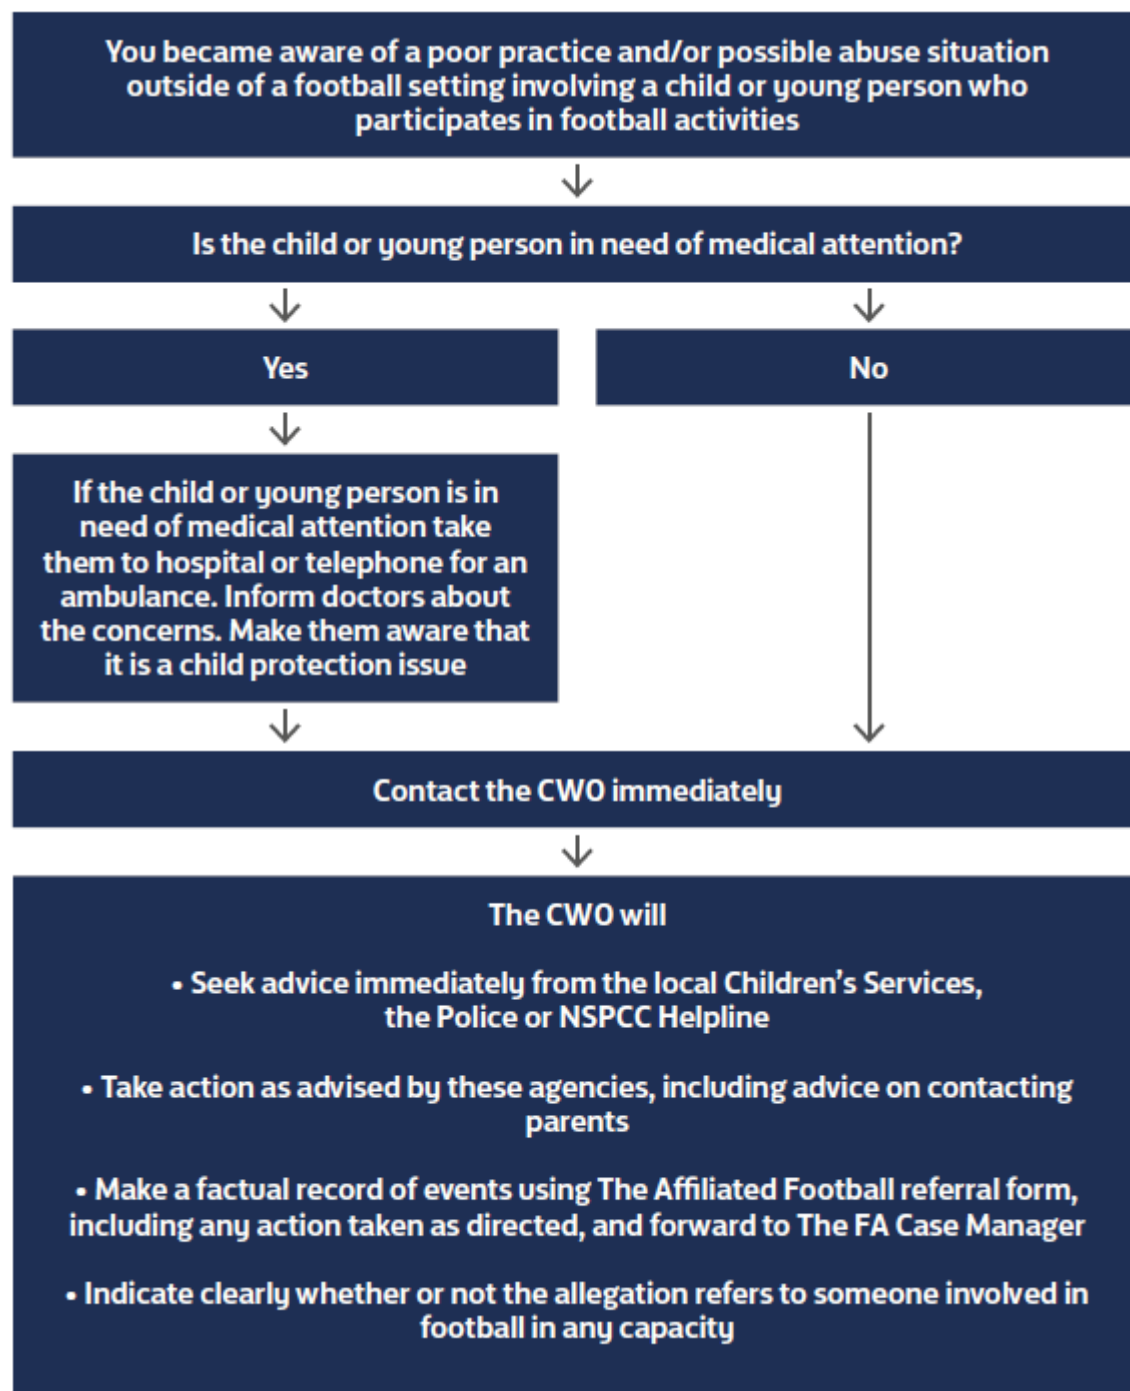 You became aware of a poor practice and/or possible abuse situation
outside of a football setting involving a child or young person who
participates in football activities
Is the child or young person in need of medical attention?
Yes
No
If the child or young person is in
need of medical attention take
them to hospital or telephone for an
ambulance. Inform doctors about
the concerns. Make them aware that
it is a child protection issue
Contact the CWO immediately
The CWO will
• Seek advice immediately from the local Children’s Services,
the Police or NSPCC Helpline
• Take action as advised by these agencies, including advice on contacting
parents
• Make a factual record of events using The Affiliated Football referral form,
including any action taken as directed, and forward to The FA Case Manager
• Indicate clearly whether or not the allegation refers to someone involved in
football in any capacity